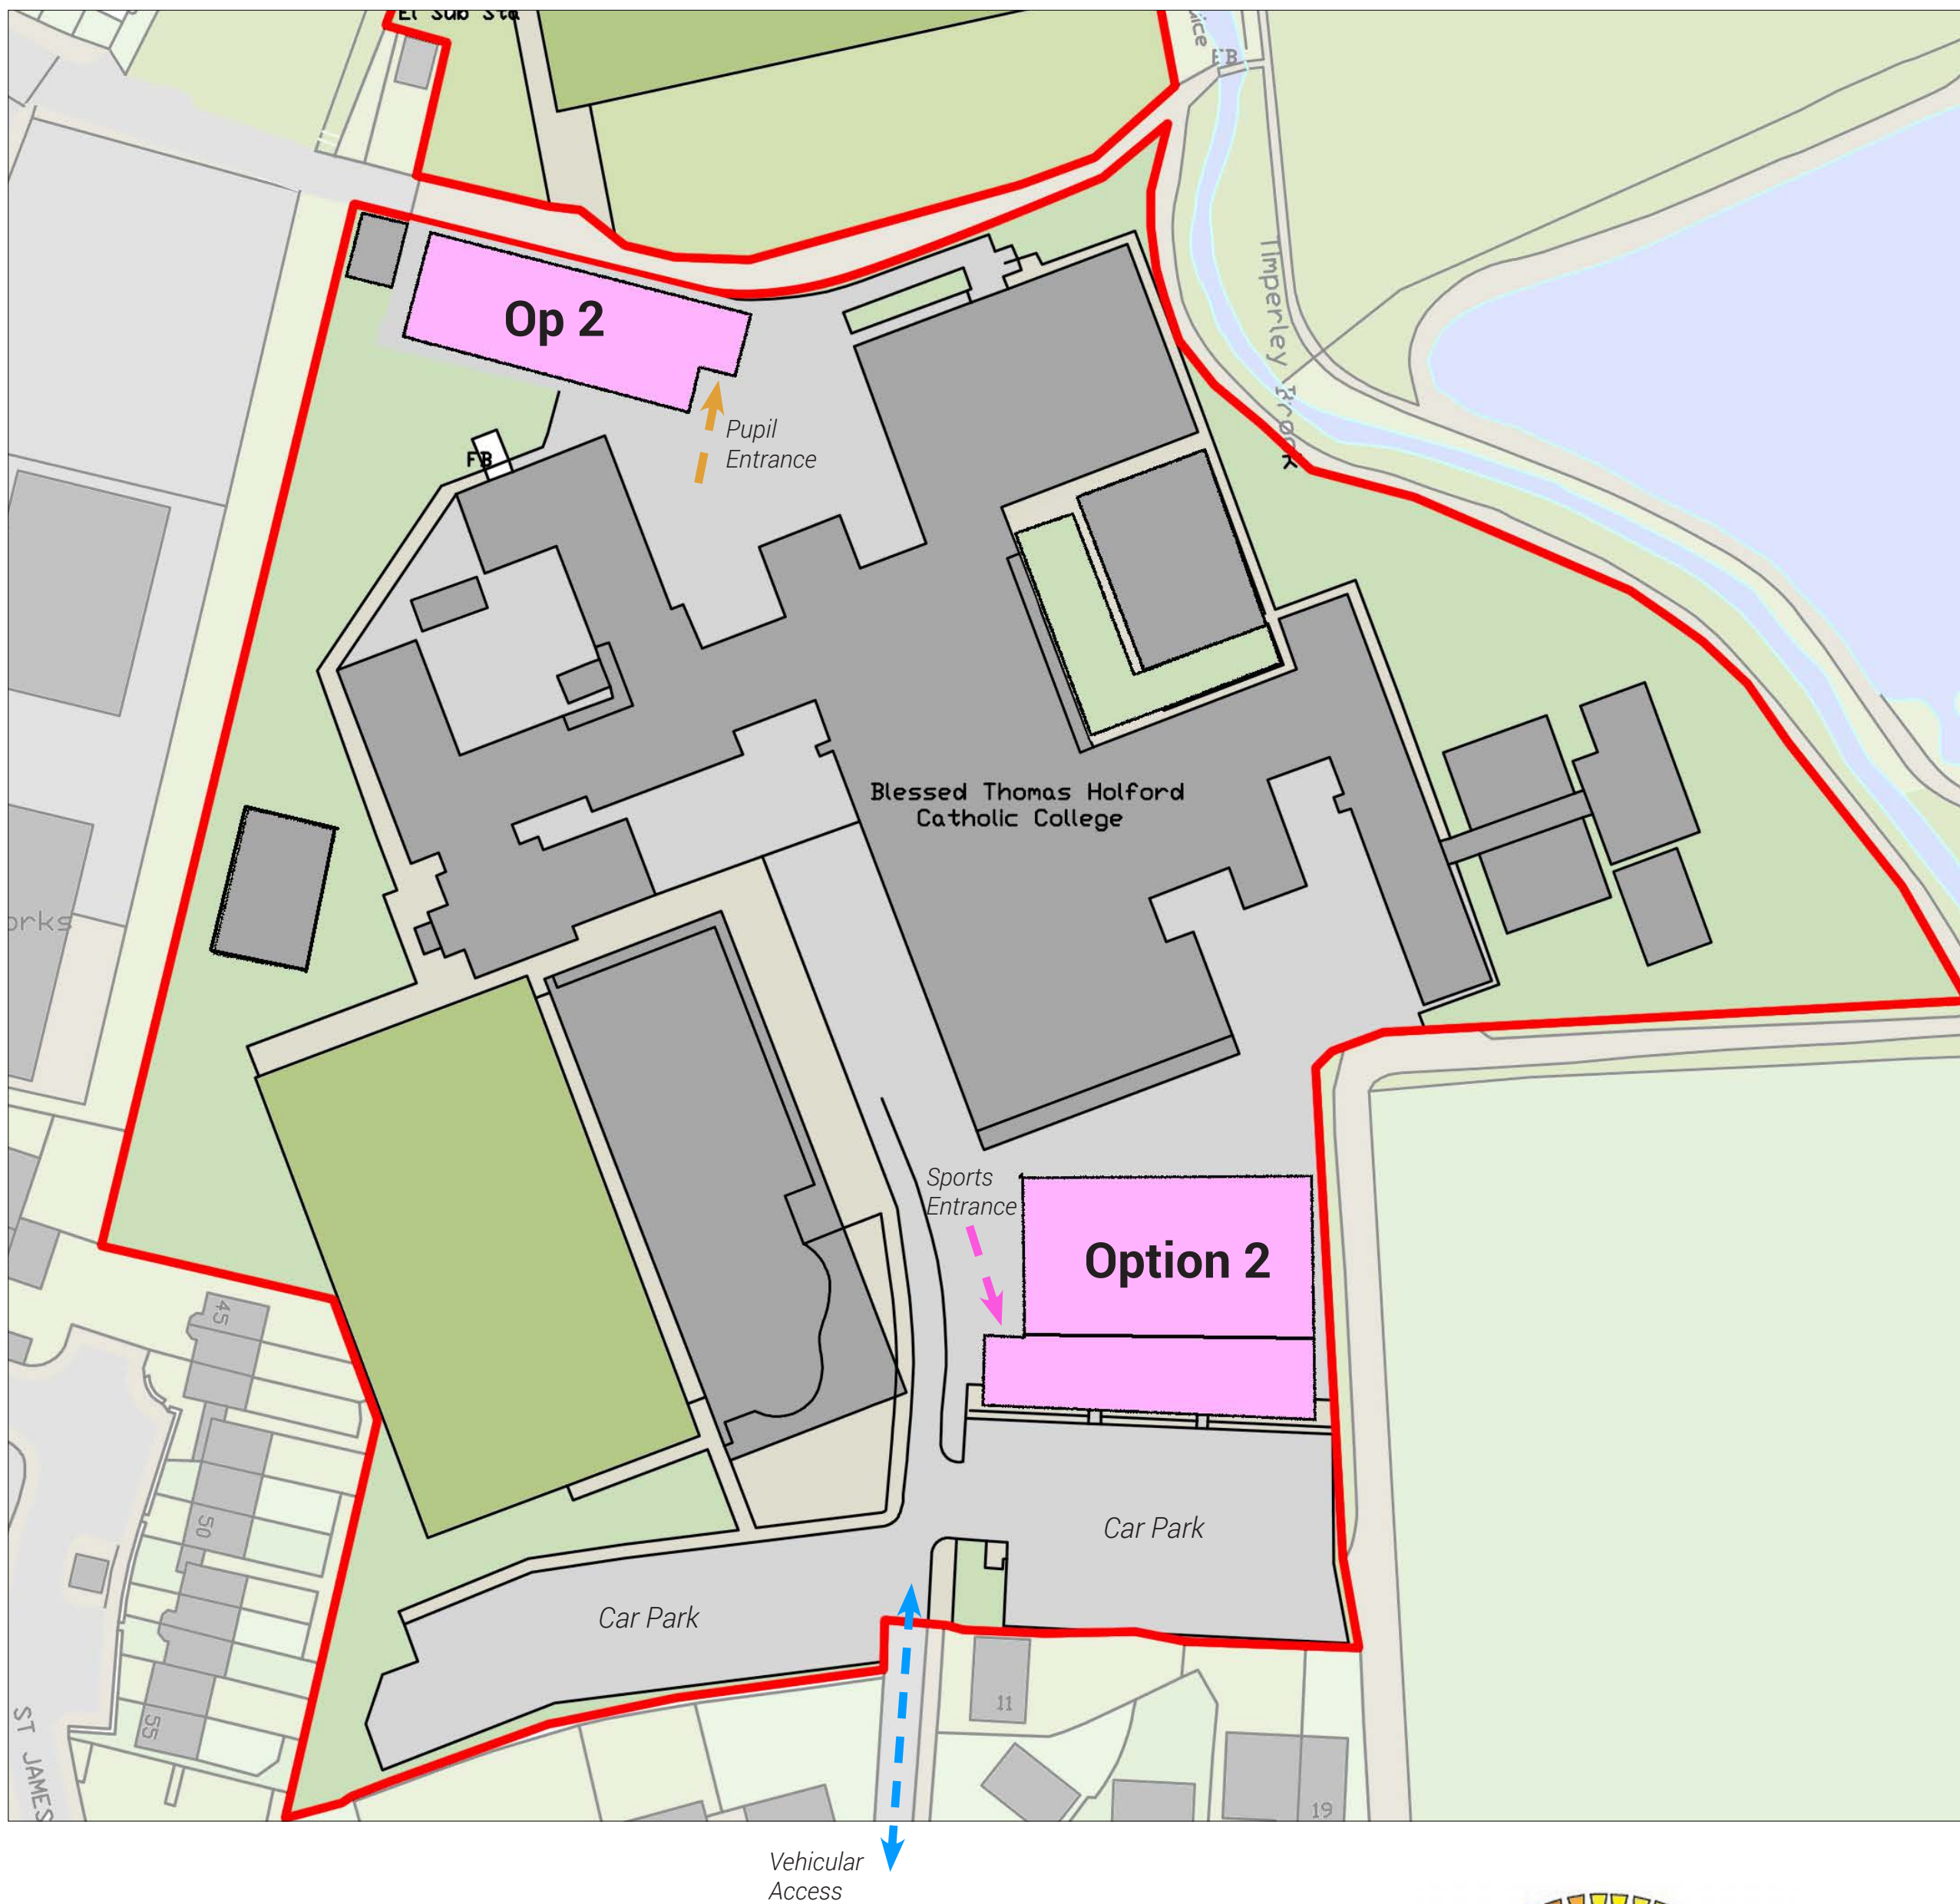 El Sub Sta
FB
Op 2
Pupil
Entrance
Timperley Brook
FB
Blessed Thomas Holford
Catholic College
orks
Sports
Entrance
Option 2
45
50
Car Park
Car Park
11
55
ST JAMES
19
Vehicular
Access